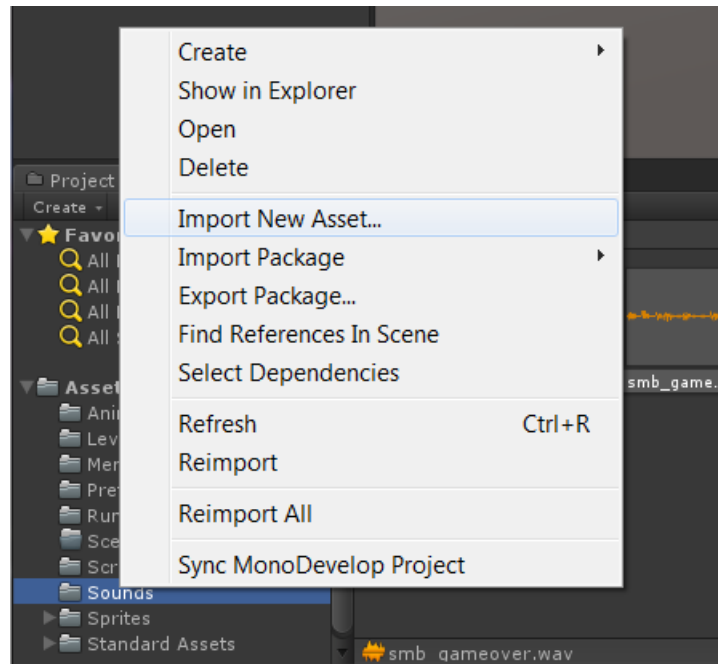 Create
Show in Explorer
Open
Delete
Import New Asset...
Import Package
Export Package...
Find References In Scene
Select Dependencies
Refresh Ctrl+R
Reimport
Reimport All
Sync MonoDevelop Project
Project
Create
All
All
All
All
smb_game.
Sounds
Sprites
Standard Assets
smb_gameover.wav